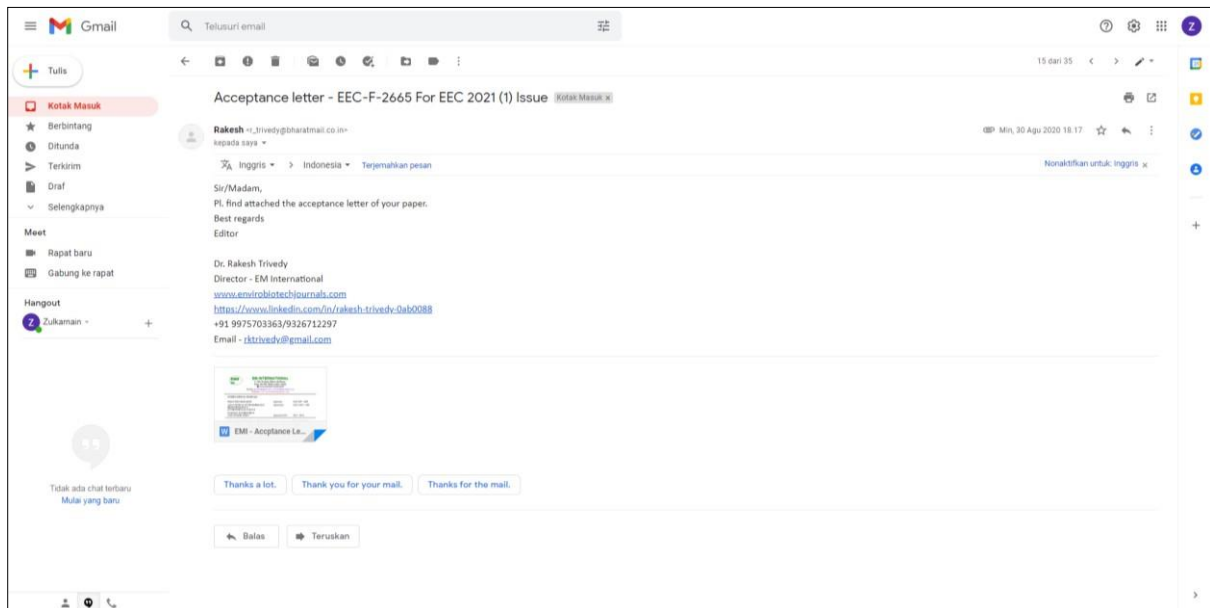 Gmail
Telusuri email
Z
Tulis
15 dari 35
Kotak Masuk
Berbintang
Ditunda
Terkirim
Draf
Selengkapnya
Meet
Rapat baru
Gabung ke rapat
Hangout
Z Zulkarnain
Tidak ada chat terbaru
Mulai yang baru
Acceptance letter - EEC-F-2665 For EEC 2021 (1) Issue Kotak Masuk x
Rakesh <r_trivedy@bharatmail.co.in>
Min, 30 Agu 2020 18.17
kepada saya
Inggris > Indonesia Terjemahkan pesan
Nonaktifkan untuk: Inggris x
Sir/Madam,
Pl. find attached the acceptance letter of your paper.
Best regards
Editor
Dr. Rakesh Trivedy
Director - EM International
www.envirobiotechjournals.com
https://www.linkedin.com/in/rakesh-trivedy-0ab0088
+91 9975703363/9326712297
Email - rktrivedy@gmail.com
EM INTERNATIONAL
W EMI - Accptance Le...
Thanks a lot.
Thank you for your mail.
Thanks for the mail.
Balas
Teruskan